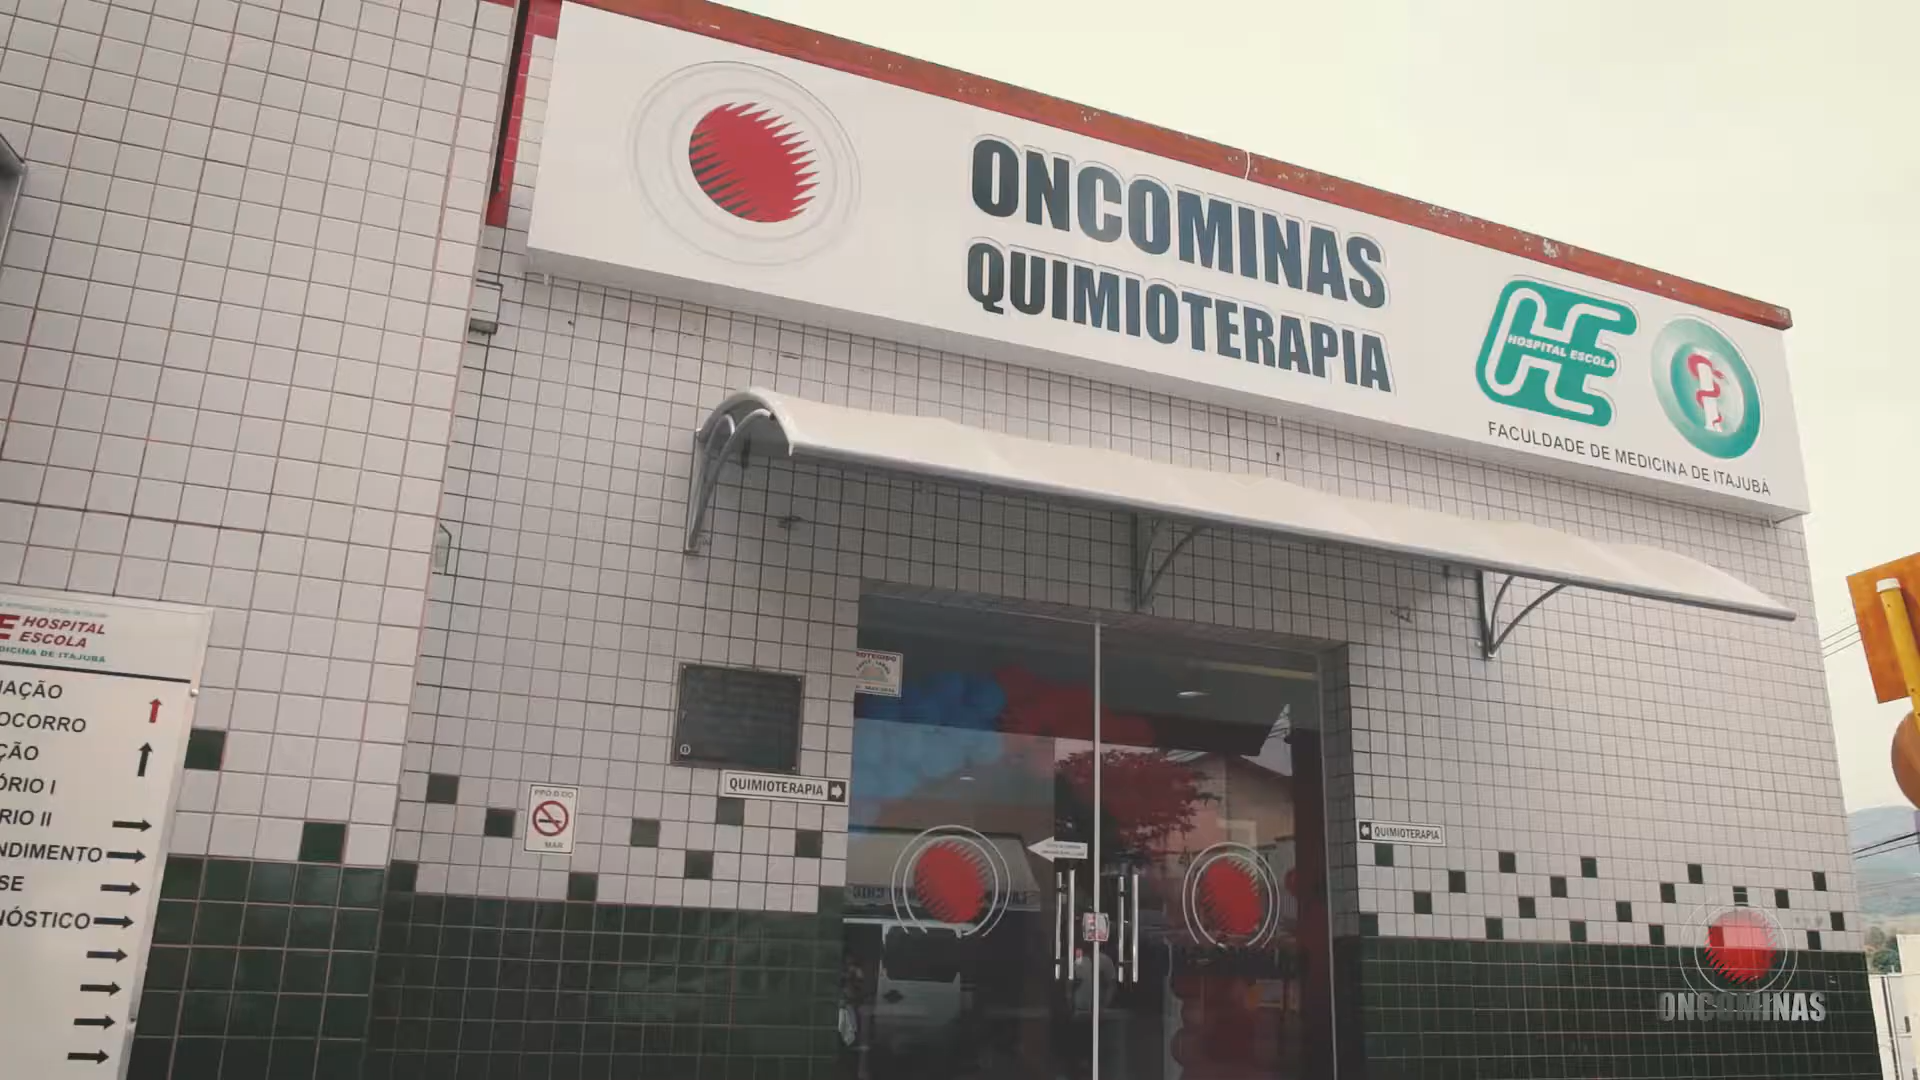 ONCOMINAS
QUIMIOTERAPIA
HOSPITAL ESCOLA
FACULDADE DE MEDICINA DE ITAJUBÁ
HOSPITAL
ESCOLA
DICINA DE ITAJUBÁ
AÇÃO
OCORRO
ÇÃO
ÓRIO I
RIO II
NDIMENTO
SE
NÓSTICO
QUIMIOTERAPIA
QUIMIOTERAPIA
ONCOMINAS